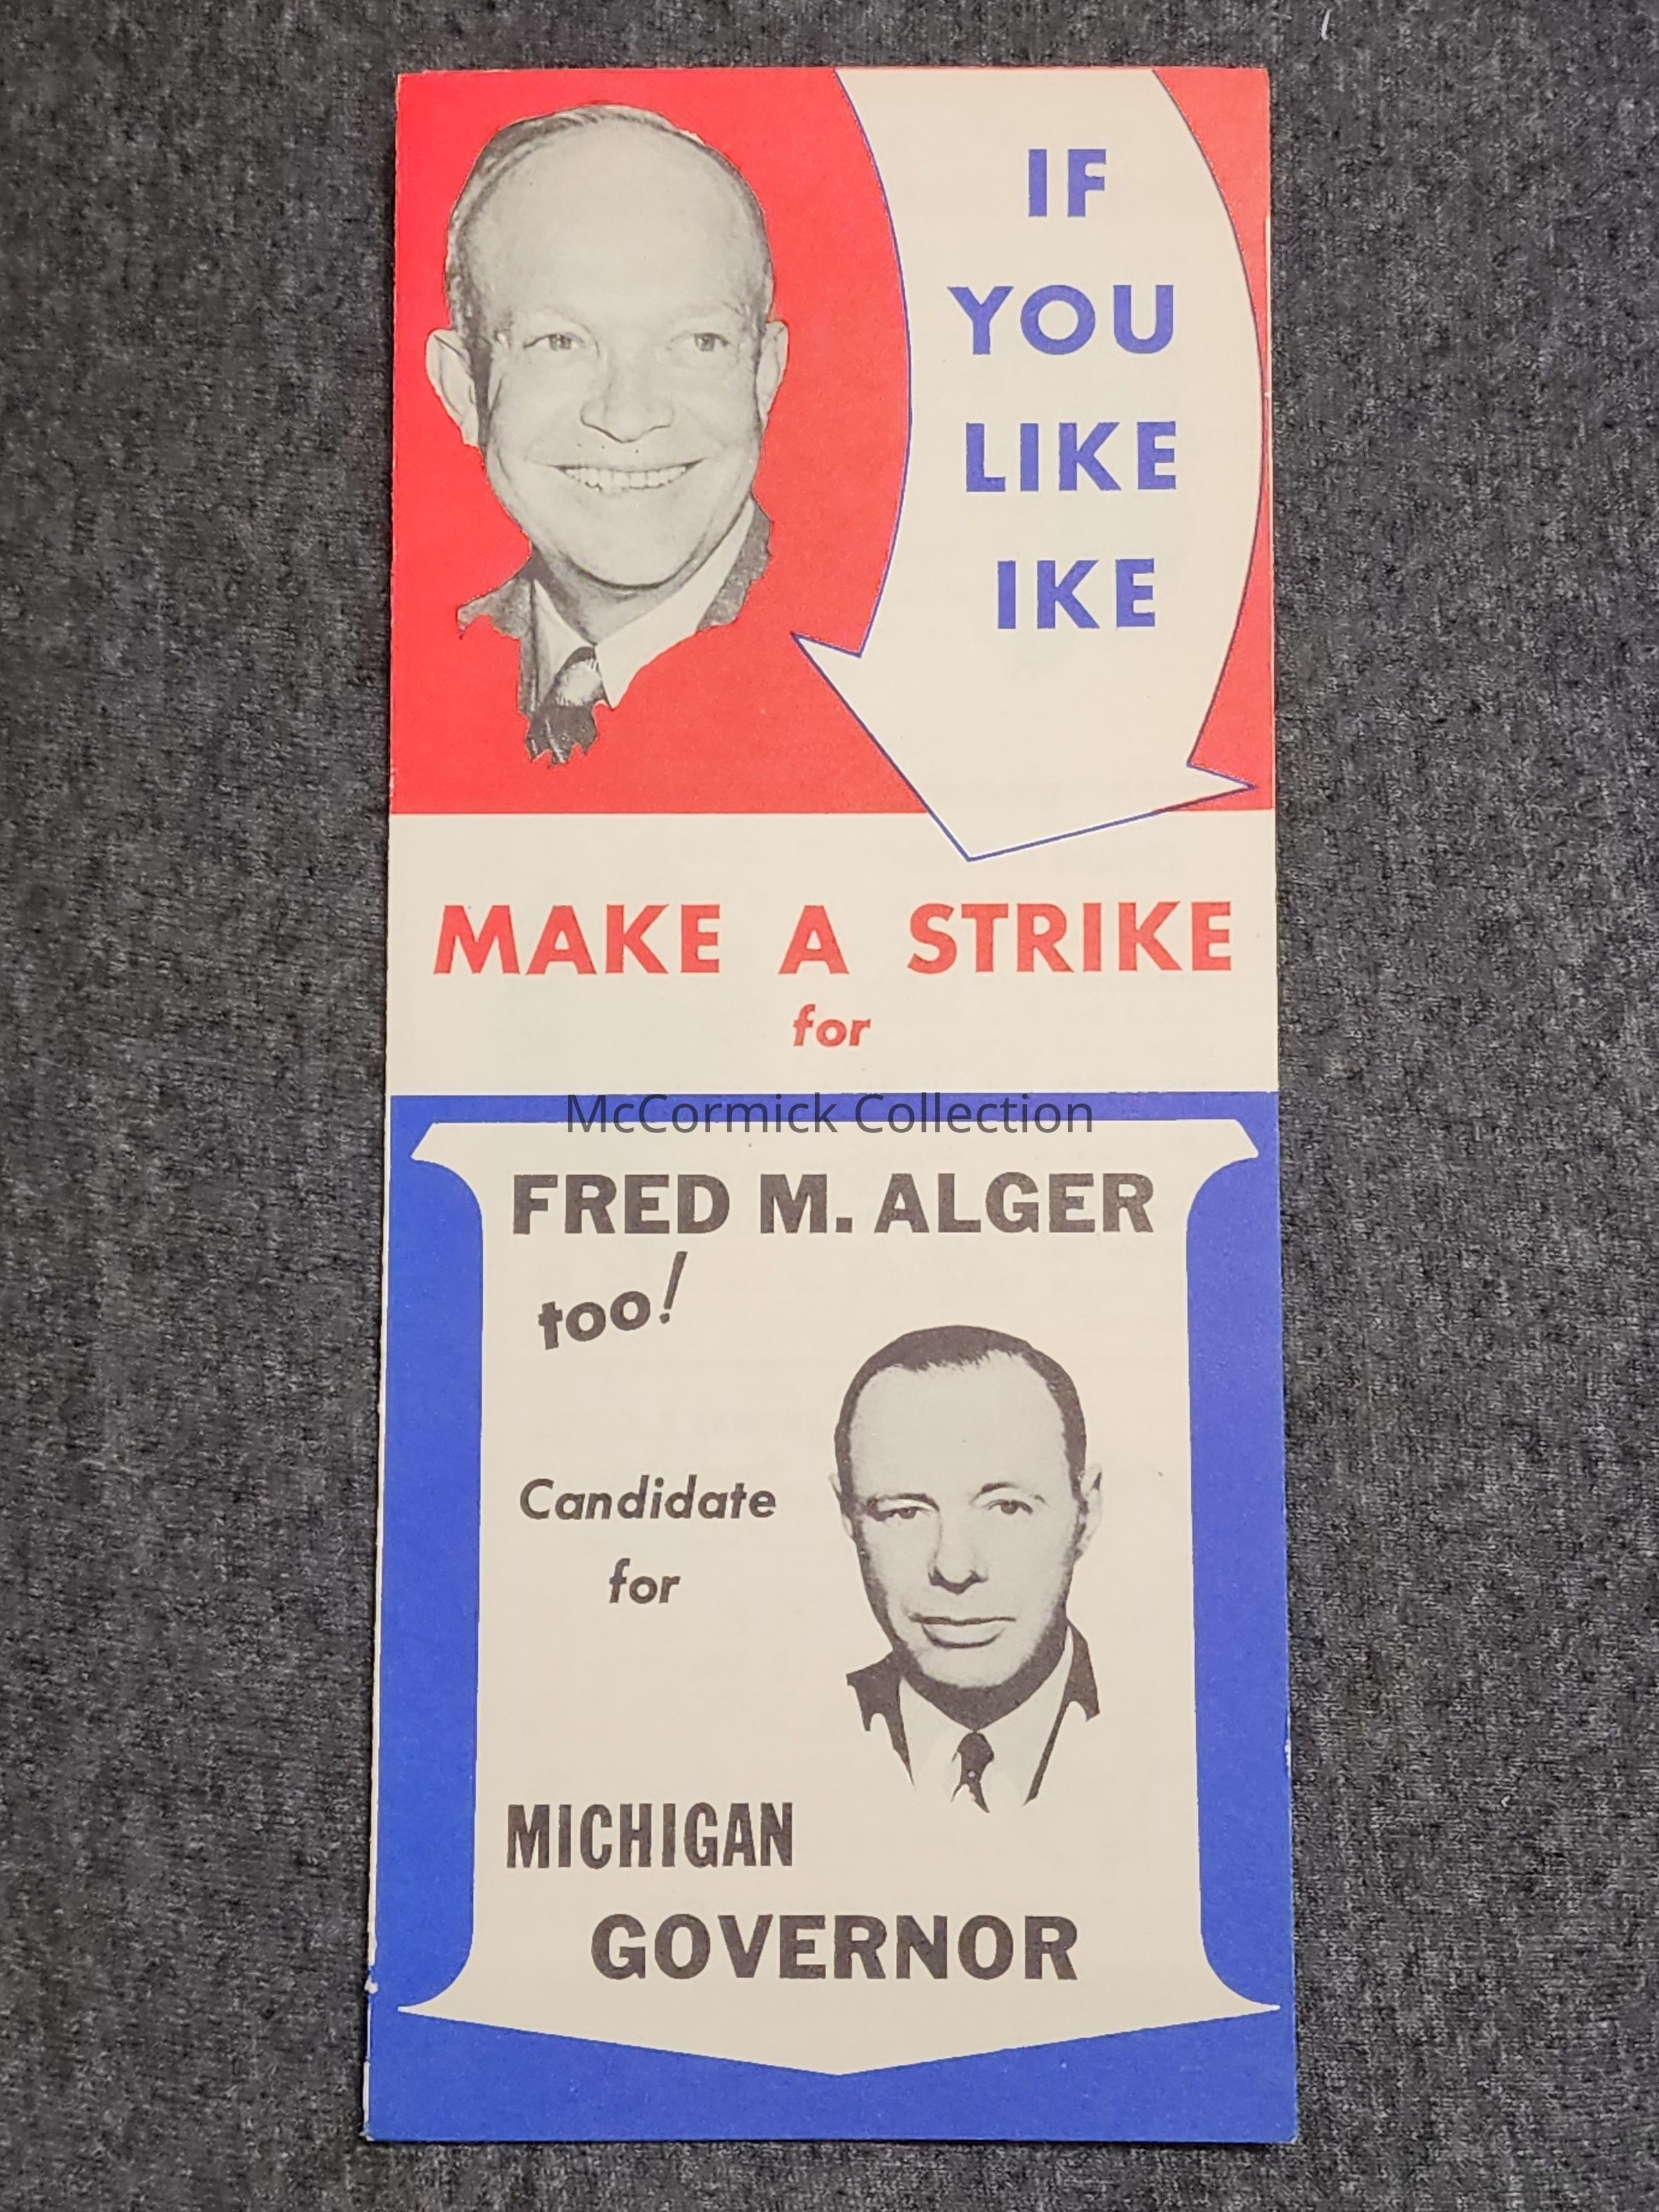 IF
YOU
LIKE
IKE
MAKE A STRIKE
for
McCormick Collection
FRED M. ALGER
too!
Candidate
for
MICHIGAN
GOVERNOR